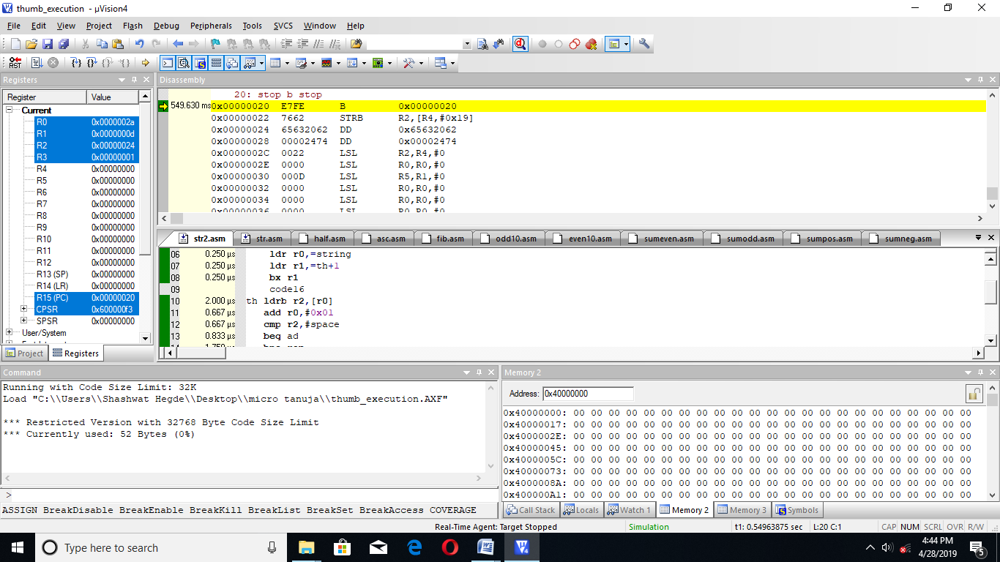 thumb_execution - µVision4
File Edit View Project Flash Debug Peripherals Tools SVCS Window Help
RST
Registers
Register Value
Current
R0 0x0000002a
R1 0x0000000d
R2 0x00000024
R3 0x00000001
R4 0x00000000
R5 0x00000000
R6 0x00000000
R7 0x00000000
R8 0x00000000
R9 0x00000000
R10 0x00000000
R11 0x00000000
R12 0x00000000
R13 (SP) 0x00000000
R14 (LR) 0x00000000
R15 (PC) 0x00000020
CPSR 0x600000f3
SPSR 0x00000000
User/System
Project Registers
Disassembly
20: stop b stop
549.630 ms 0x00000020 E7FE B 0x00000020
0x00000022 7662 STRB R2,[R4,#0x19]
0x00000024 65632062 DD 0x65632062
0x00000028 00002474 DD 0x00002474
0x0000002C 0022 LSL R2,R4,#0
0x0000002E 0000 LSL R0,R0,#0
0x00000030 000D LSL R5,R1,#0
0x00000032 0000 LSL R0,R0,#0
0x00000034 0000 LSL R0,R0,#0
0x00000036 0000 LSL R0,R0,#0
str2.asm str.asm half.asm asc.asm fib.asm odd10.asm even10.asm sumeven.asm sumodd.asm sumpos.asm sumneg.asm
06 0.250 µs ldr r0,=string
07 0.250 µs ldr r1,=th+1
08 0.250 µs bx r1
09 code16
10 2.000 µs th ldrb r2,[r0]
11 0.667 µs add r0,#0x01
12 0.667 µs cmp r2,#space
13 0.833 µs beq ad
Command
Running with Code Size Limit: 32K
Load "C:\\Users\\Shashwat Hegde\\Desktop\\micro tanuja\\thumb_execution.AXF"
*** Restricted Version with 32768 Byte Code Size Limit
*** Currently used: 52 Bytes (0%)
>
ASSIGN BreakDisable BreakEnable BreakKill BreakList BreakSet BreakAccess COVERAGE
Memory 2
Address: 0x40000000
0x40000000: 00 00 00 00 00 00 00 00 00 00 00 00 00 00 00 00 00 00 00 00 00 00 00
0x40000017: 00 00 00 00 00 00 00 00 00 00 00 00 00 00 00 00 00 00 00 00 00 00 00
0x4000002E: 00 00 00 00 00 00 00 00 00 00 00 00 00 00 00 00 00 00 00 00 00 00 00
0x40000045: 00 00 00 00 00 00 00 00 00 00 00 00 00 00 00 00 00 00 00 00 00 00 00
0x4000005C: 00 00 00 00 00 00 00 00 00 00 00 00 00 00 00 00 00 00 00 00 00 00 00
0x40000073: 00 00 00 00 00 00 00 00 00 00 00 00 00 00 00 00 00 00 00 00 00 00 00
0x4000008A: 00 00 00 00 00 00 00 00 00 00 00 00 00 00 00 00 00 00 00 00 00 00 00
0x400000A1: 00 00 00 00 00 00 00 00 00 00 00 00 00 00 00 00 00 00 00 00 00 00 00
Call Stack Locals Watch 1 Memory 2 Memory 3 Symbols
Real-Time Agent: Target Stopped Simulation t1: 0.54963875 sec L:20 C:1 CAP NUM SCRL OVR R/W
Type here to search
4:44 PM
4/28/2019
5